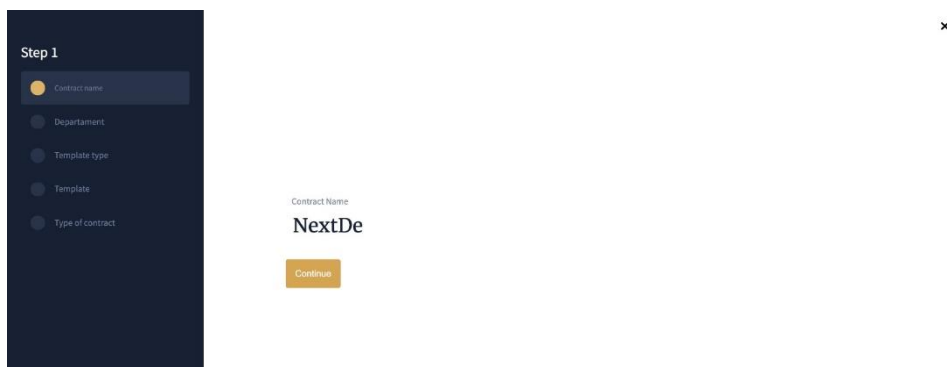 Step 1
Contract name
Departament
Template type
Template
Type of contract
Contract Name
NextDe
Continue